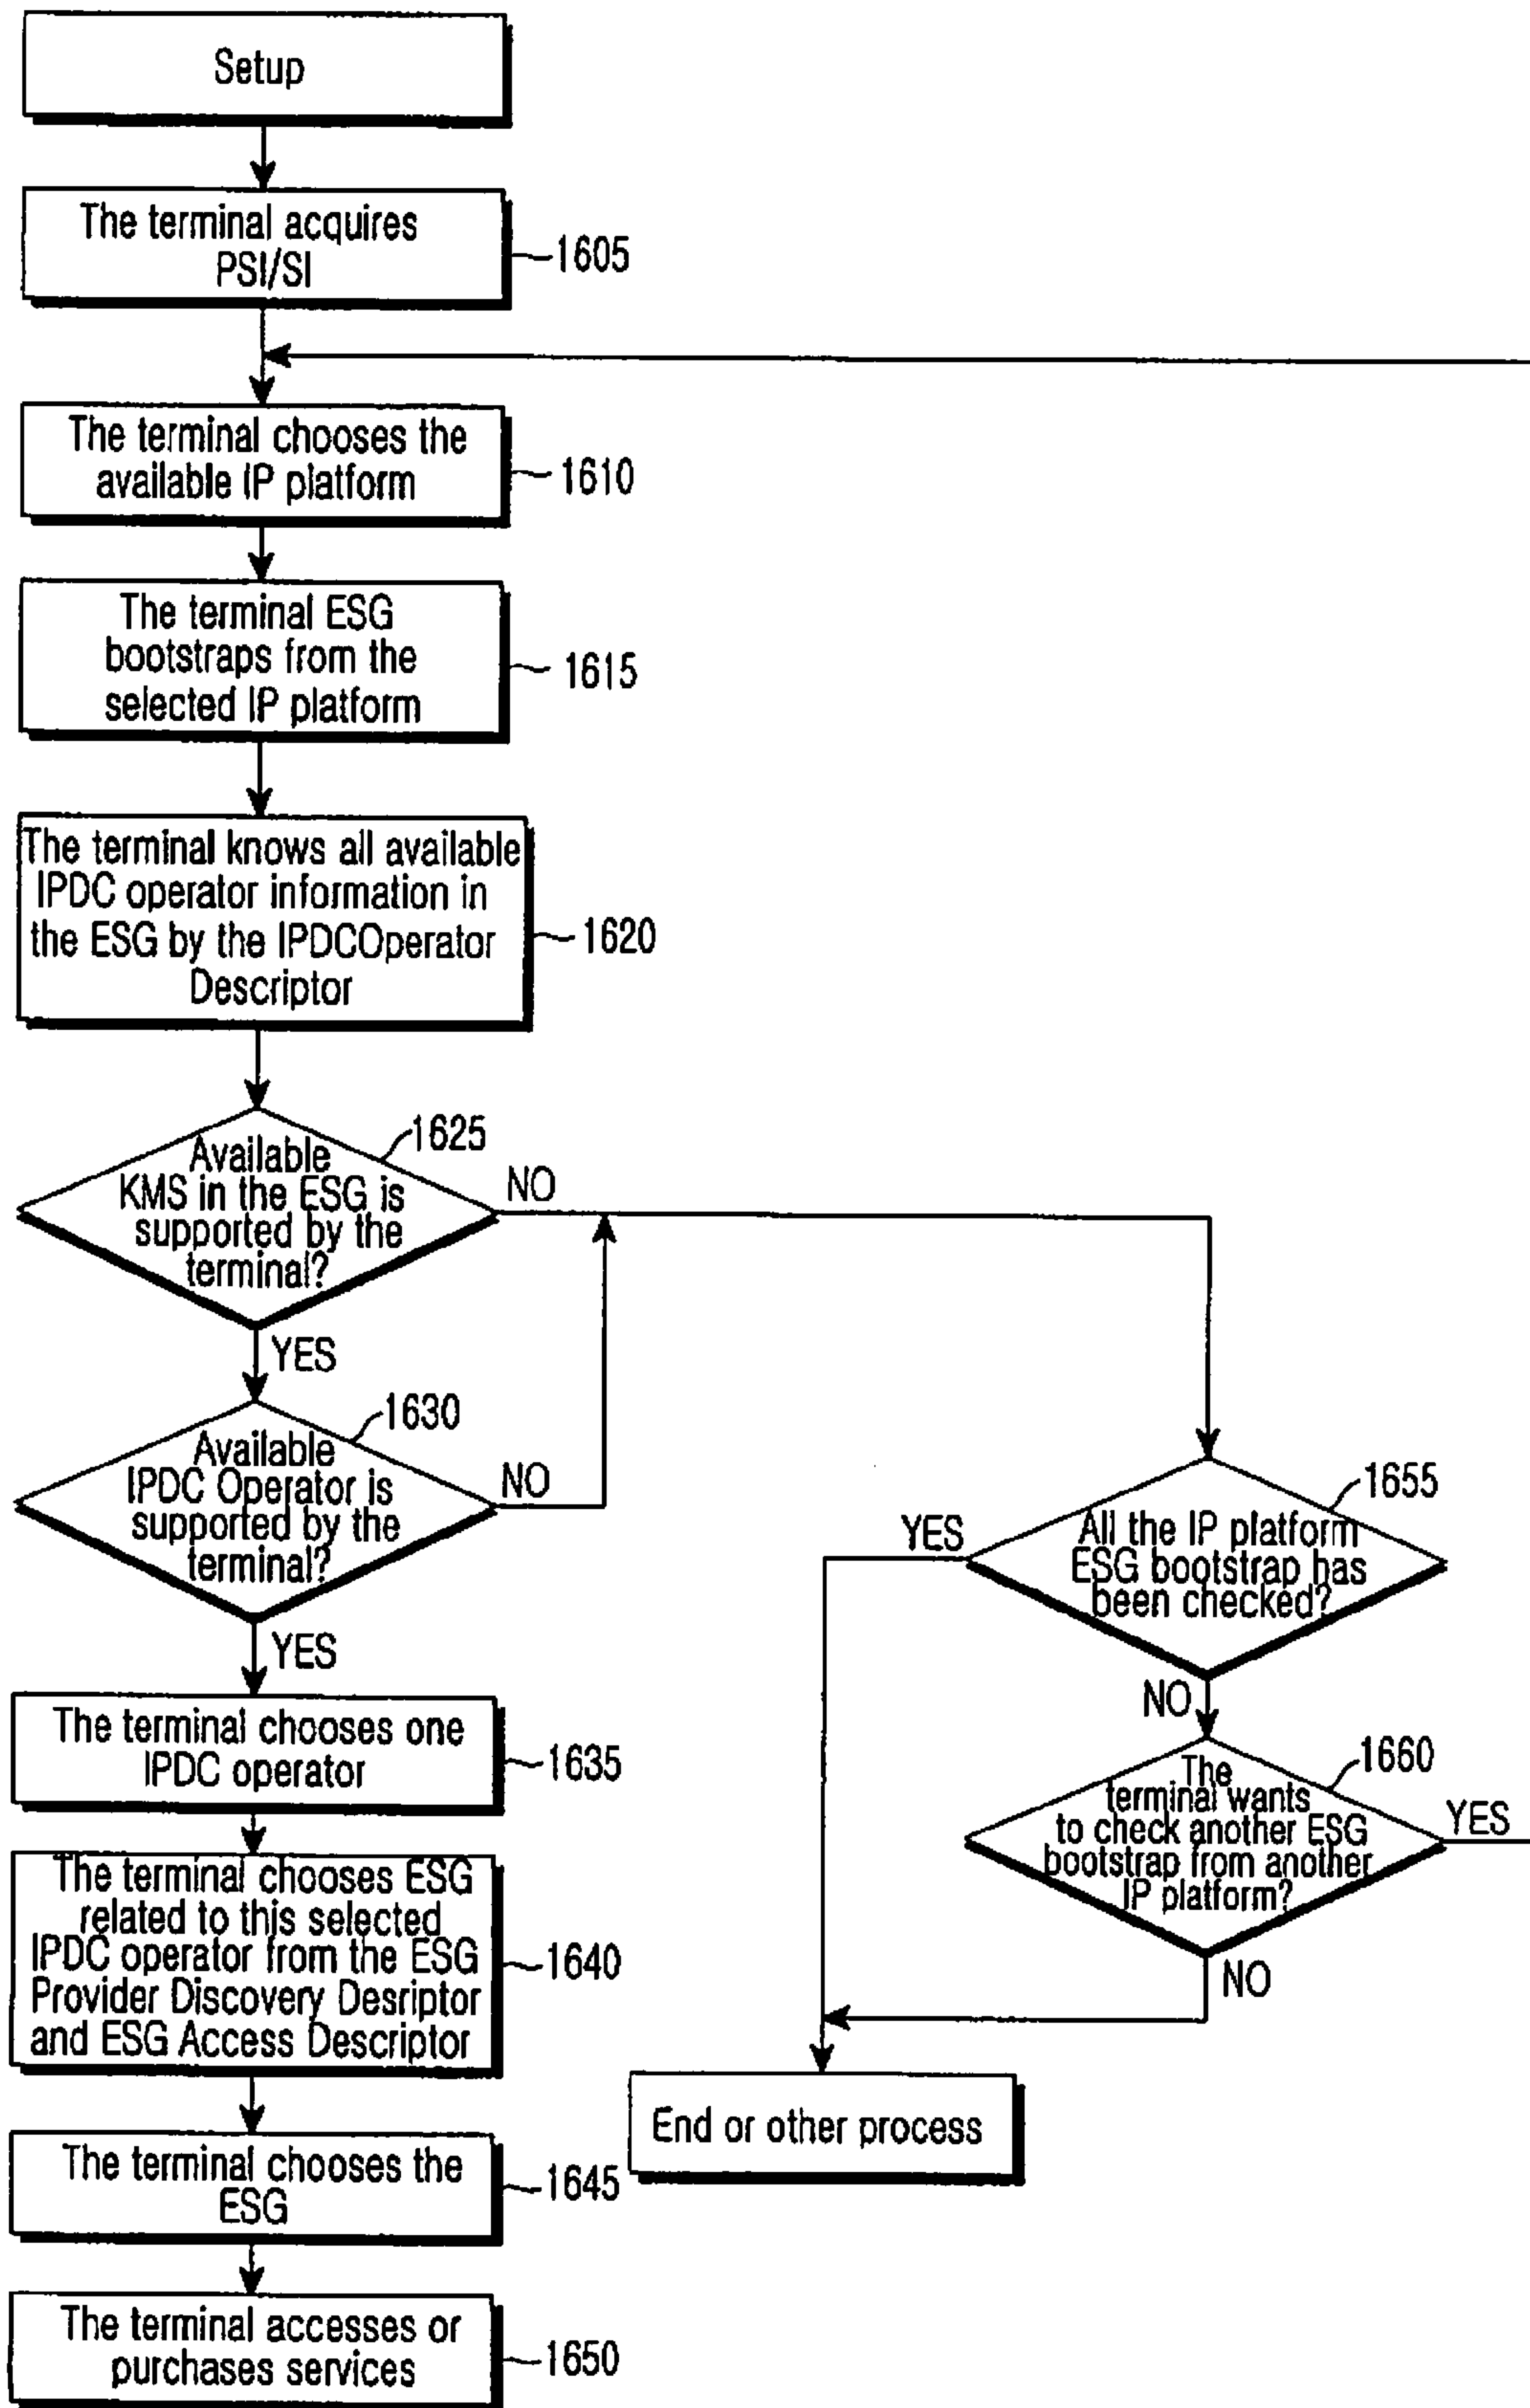 Setup
The terminal acquires
PSI/SI
1605
The terminal chooses the
available IP platform
1610
The terminal ESG
bootstraps from the
selected IP platform
1615
The terminal knows all available
IPDC operator information in
the ESG by the IPDCOperator
Descriptor
1620
Available
KMS in the ESG is
supported by the
terminal?
1625
NO
YES
Available
IPDC Operator is
supported by the
terminal?
1630
NO
YES
The terminal chooses one
IPDC operator
1635
The terminal chooses ESG
related to this selected
IPDC operator from the ESG
Provider Discovery Desriptor
and ESG Access Descriptor
1640
The terminal chooses the
ESG
1645
The terminal accesses or
purchases services
1650
All the IP platform
ESG bootstrap has
been checked?
1655
YES
NO
The
terminal wants
to check another ESG
bootstrap from another
IP platform?
1660
YES
NO
End or other process